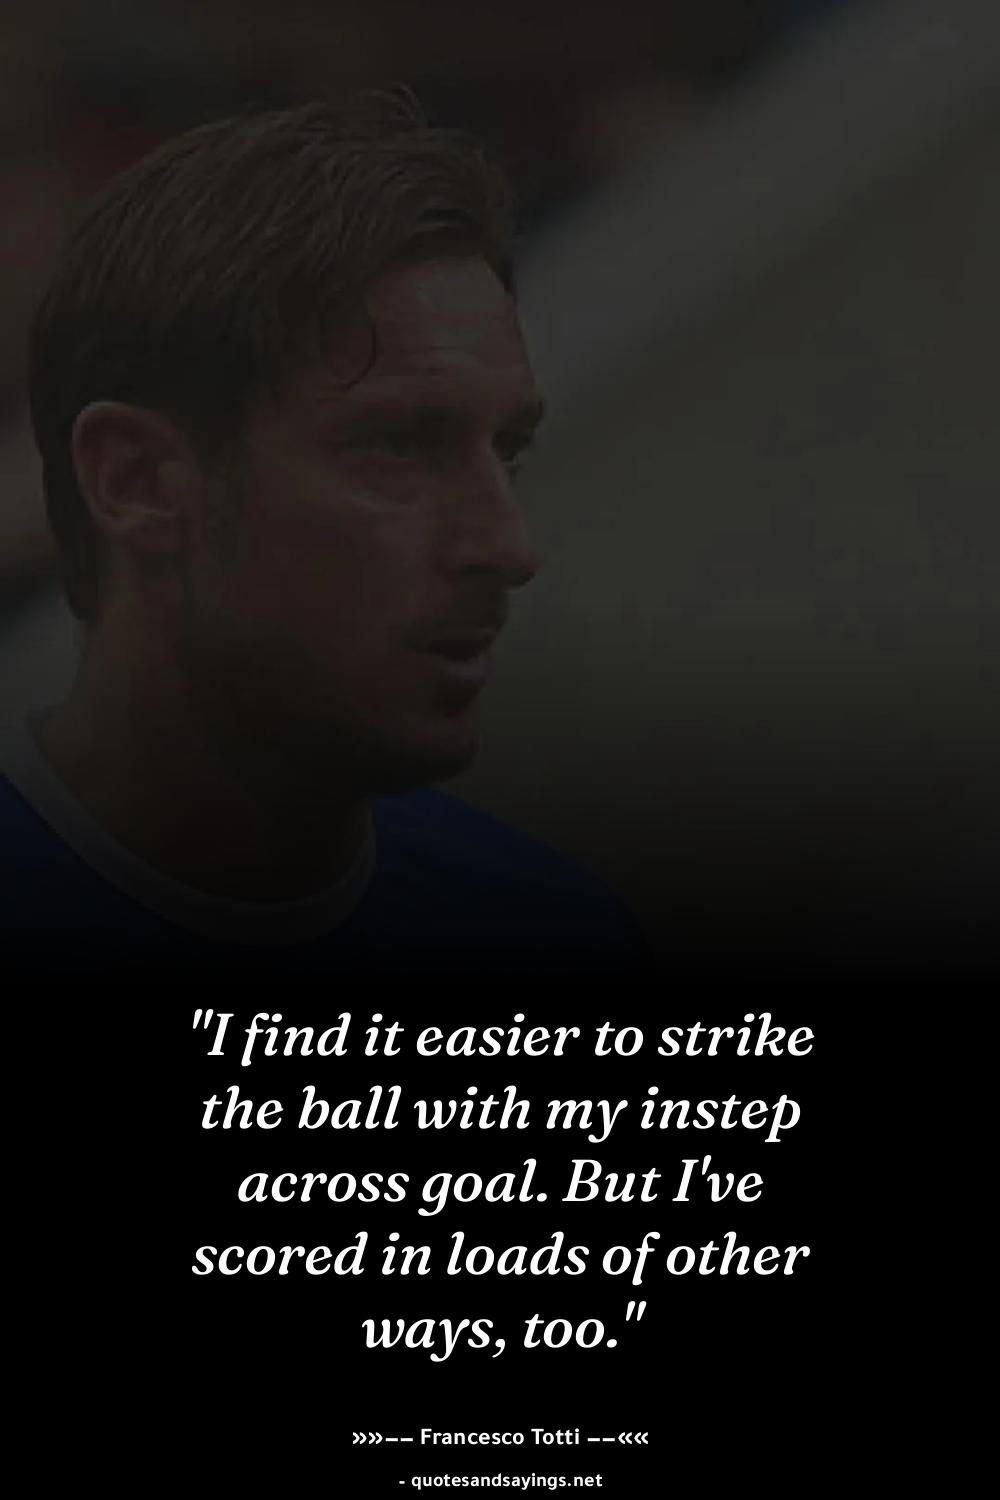 "I find it easier to strike
the ball with my instep
across goal. But I've
scored in loads of other
ways, too."
»»–– Francesco Totti ––««
- quotesandsayings.net